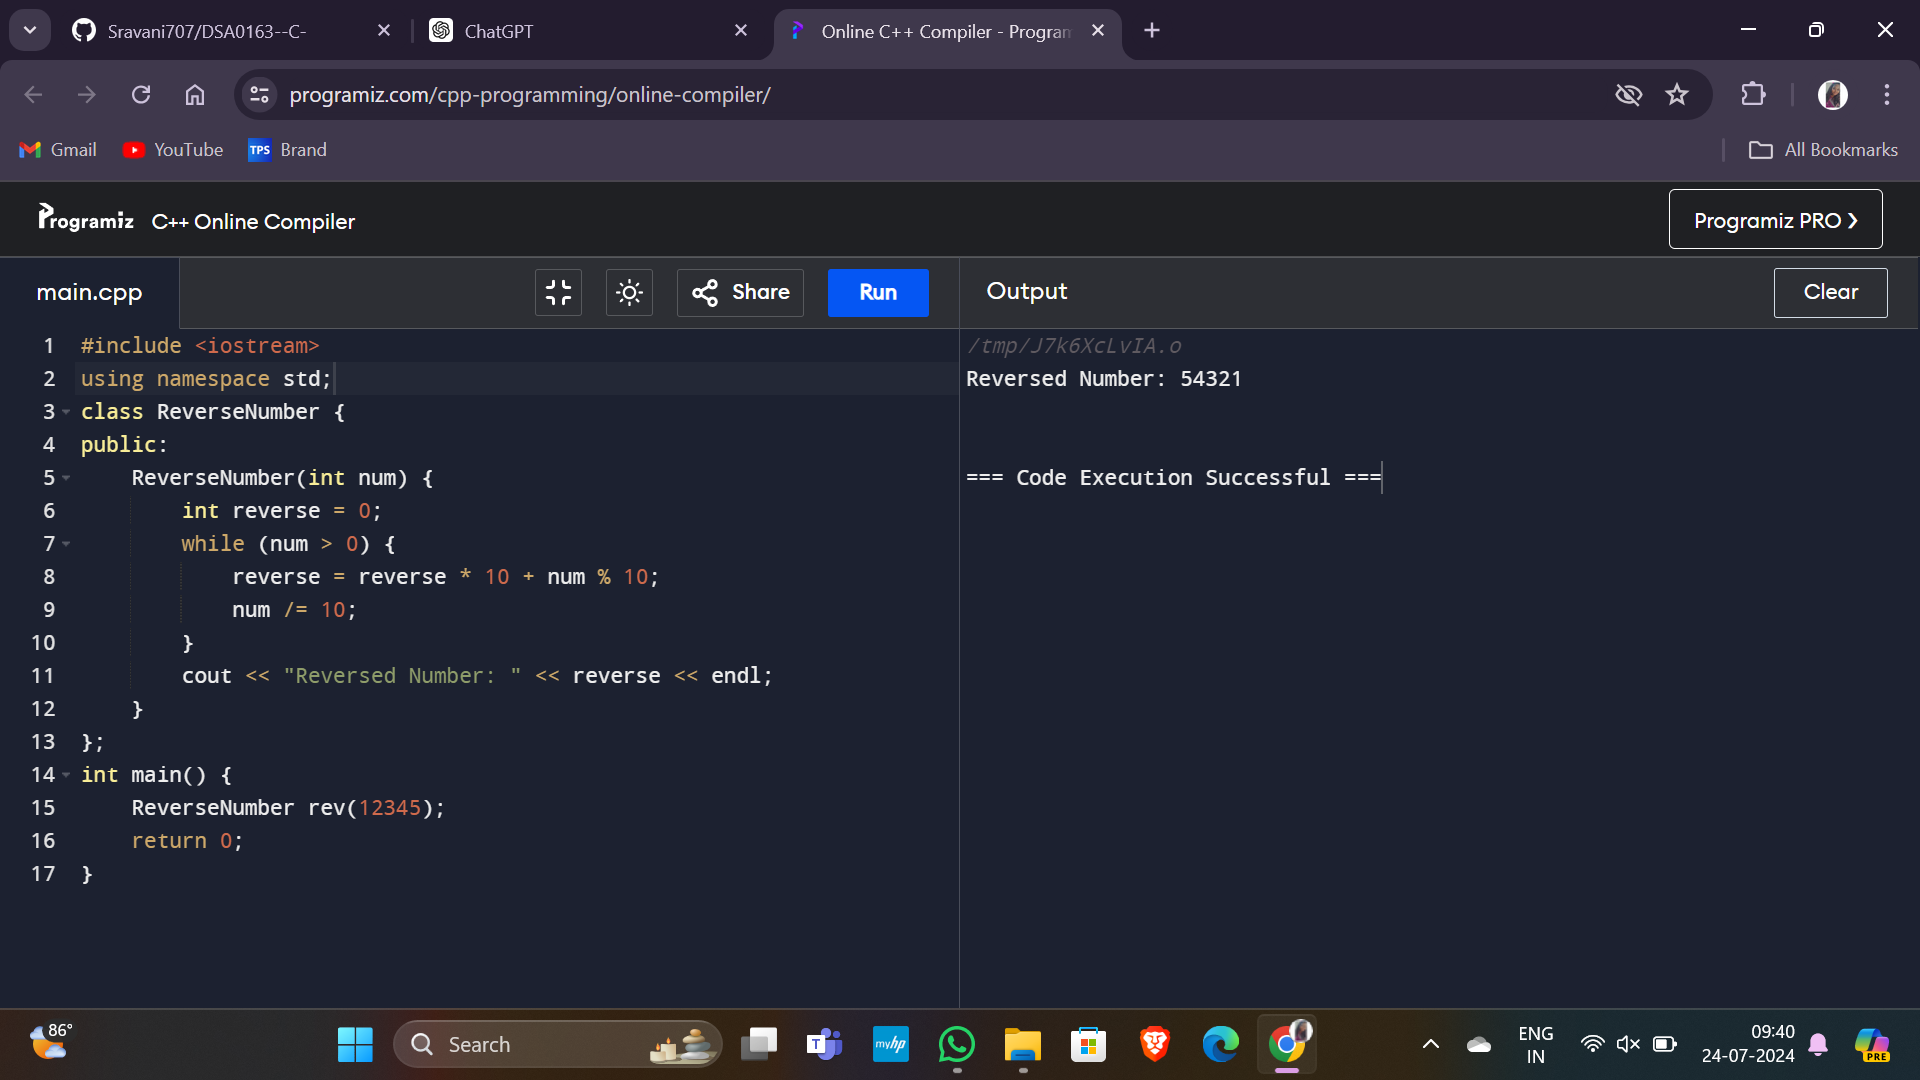 Sravani707/DSA0163--C-
ChatGPT
Online C++ Compiler - Program
programiz.com/cpp-programming/online-compiler/
Gmail
YouTube
TPS
Brand
All Bookmarks
Programiz
C++ Online Compiler
Programiz PRO ❯
main.cpp
Share
Run
Output
Clear
1 #include <iostream>
2 using namespace std;
3 class ReverseNumber {
4 public:
5 ReverseNumber(int num) {
6 int reverse = 0;
7 while (num > 0) {
8 reverse = reverse * 10 + num % 10;
9 num /= 10;
10 }
11 cout << "Reversed Number: " << reverse << endl;
12 }
13 };
14 int main() {
15 ReverseNumber rev(12345);
16 return 0;
17 }
/tmp/J7k6XcLvIA.o
Reversed Number: 54321
=== Code Execution Successful ===
86°
Search
T
myhp
ENG
IN
09:40
24-07-2024
PRE